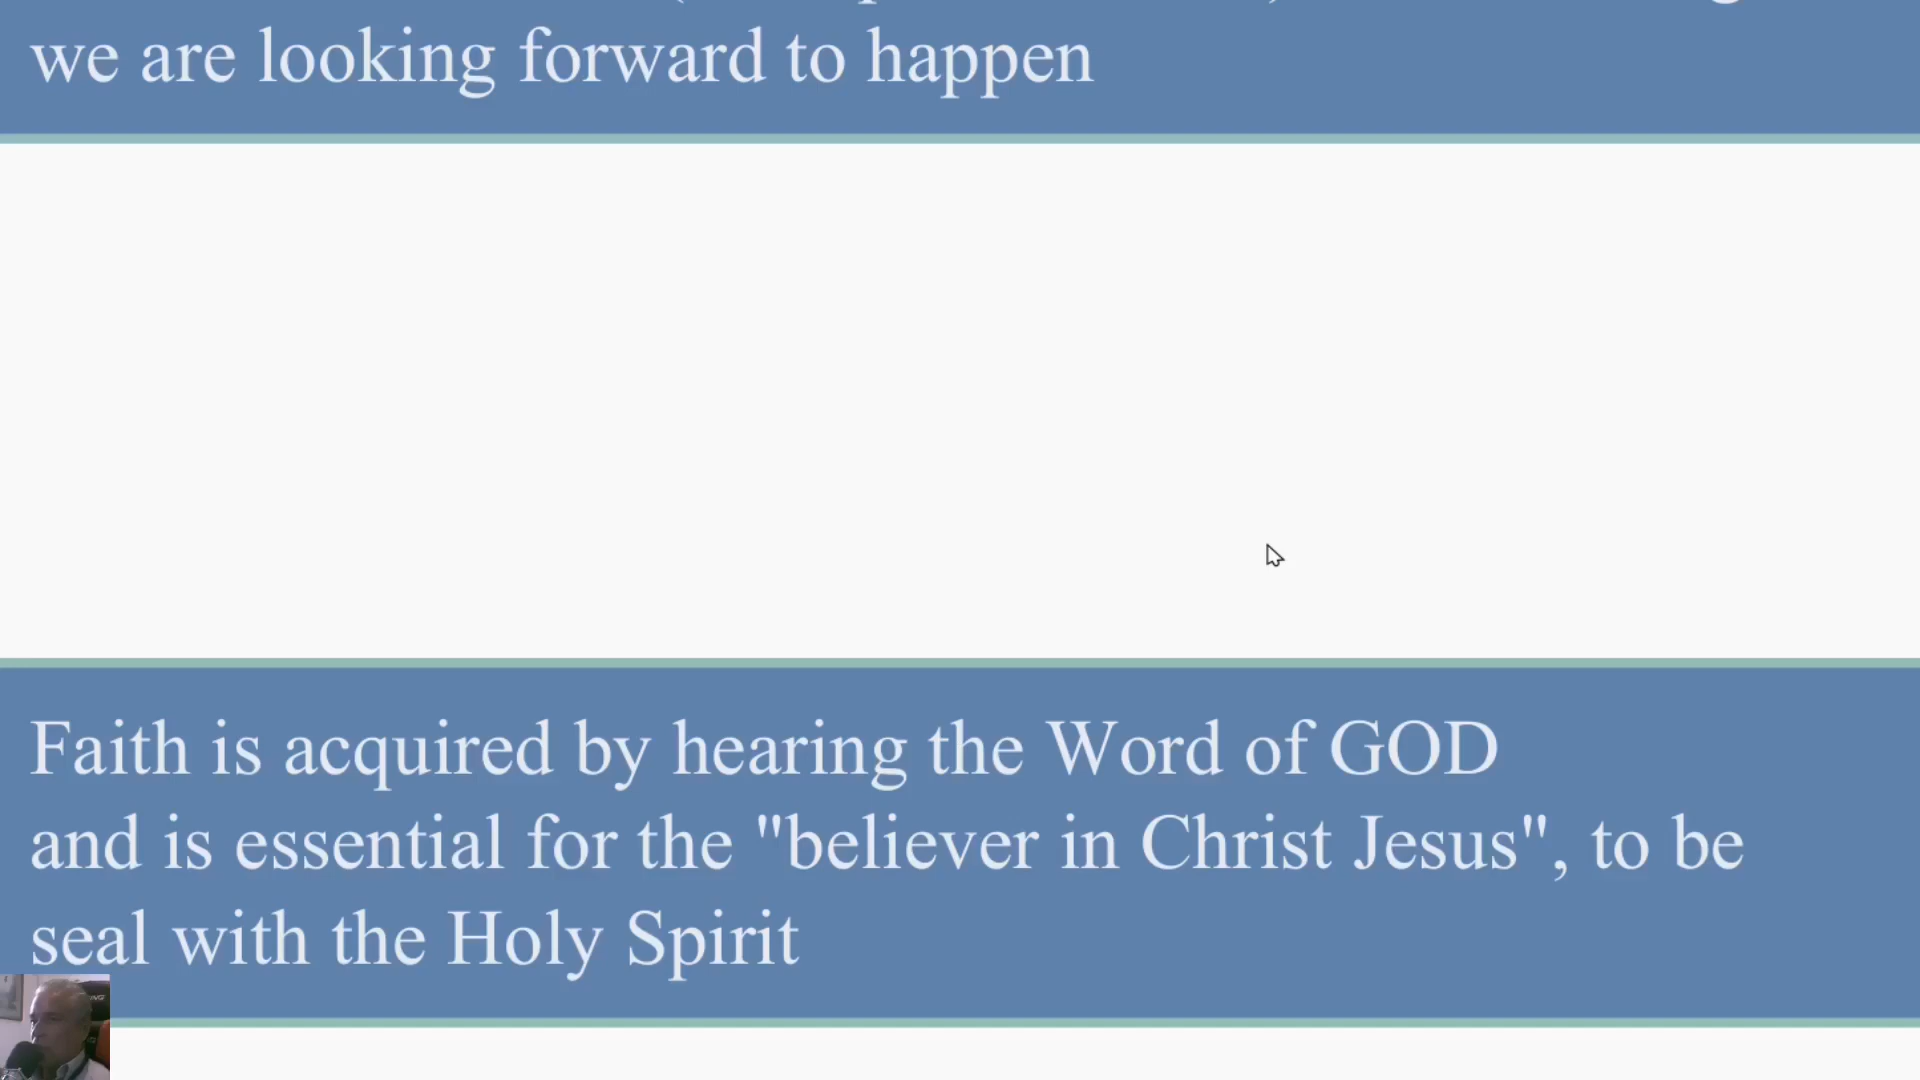 we are looking forward to happen
Faith is acquired by hearing the Word of GOD
and is essential for the "believer in Christ Jesus", to be
seal with the Holy Spirit